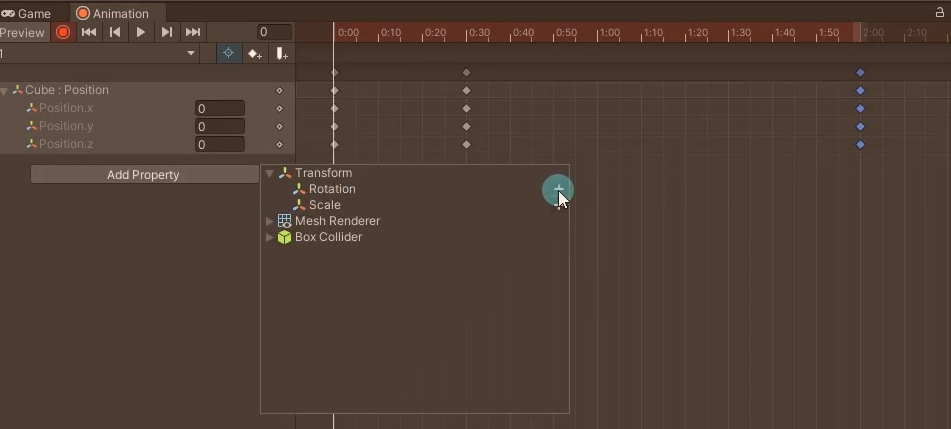 Game Animation
Preview 0 0:00 0:10 0:20 0:30 0:40 0:50 1:00 1:10 1:20 1:30 1:40 1:50 2:00 2:10
Cube : Position
Position.x 0
Position.y 0
Position.z 0
Add Property
Transform
Rotation
Scale
Mesh Renderer
Box Collider